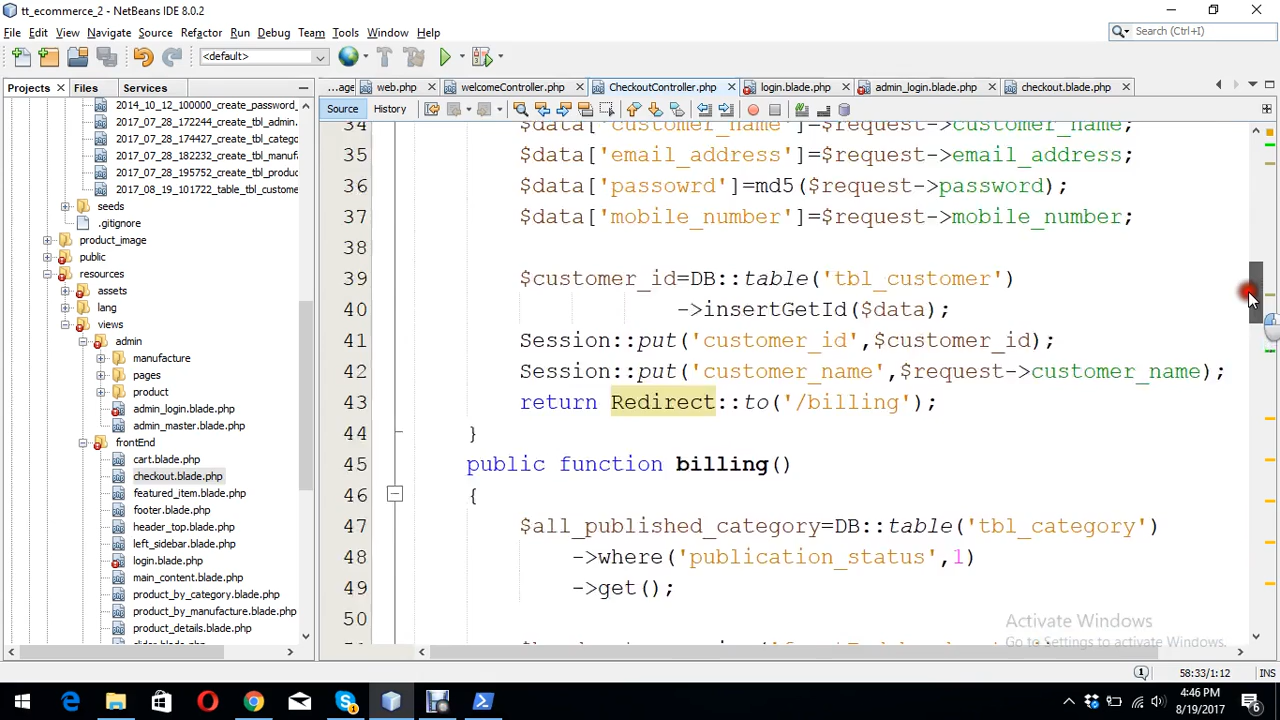 tt_ecommerce_2 - NetBeans IDE 8.0.2
File Edit View Navigate Source Refactor Run Debug Team Tools Window Help
Search (Ctrl+I)
<default>
Projects Files Services
...age web.php welcomeController.php CheckoutController.php login.blade.php admin_login.blade.php checkout.blade.php
Source History
2014_10_12_100000_create_password_
2017_07_28_172244_create_tbl_admin.
2017_07_28_174427_create_tbl_categ
2017_07_28_182232_create_tbl_manuf
2017_07_28_195752_create_tbl_produ
2017_08_19_101722_table_tbl_custome
seeds
.gitignore
product_image
public
resources
assets
lang
views
admin
manufacture
pages
product
admin_login.blade.php
admin_master.blade.php
frontEnd
cart.blade.php
checkout.blade.php
featured_item.blade.php
footer.blade.php
header_top.blade.php
left_sidebar.blade.php
login.blade.php
main_content.blade.php
product_by_category.blade.php
product_by_manufacture.blade.php
product_details.blade.php
34 $data['customer_name']=$request->customer_name;
35 $data['email_address']=$request->email_address;
36 $data['passowrd']=md5($request->password);
37 $data['mobile_number']=$request->mobile_number;
38
39 $customer_id=DB::table('tbl_customer')
40 ->insertGetId($data);
41 Session::put('customer_id',$customer_id);
42 Session::put('customer_name',$request->customer_name);
43 return Redirect::to('/billing');
44 }
45 public function billing()
46 {
47 $all_published_category=DB::table('tbl_category')
48 ->where('publication_status',1)
49 ->get();
50
Activate Windows
Go to Settings to activate Windows.
1 58:33/1:12 INS
4:46 PM
8/19/2017
6